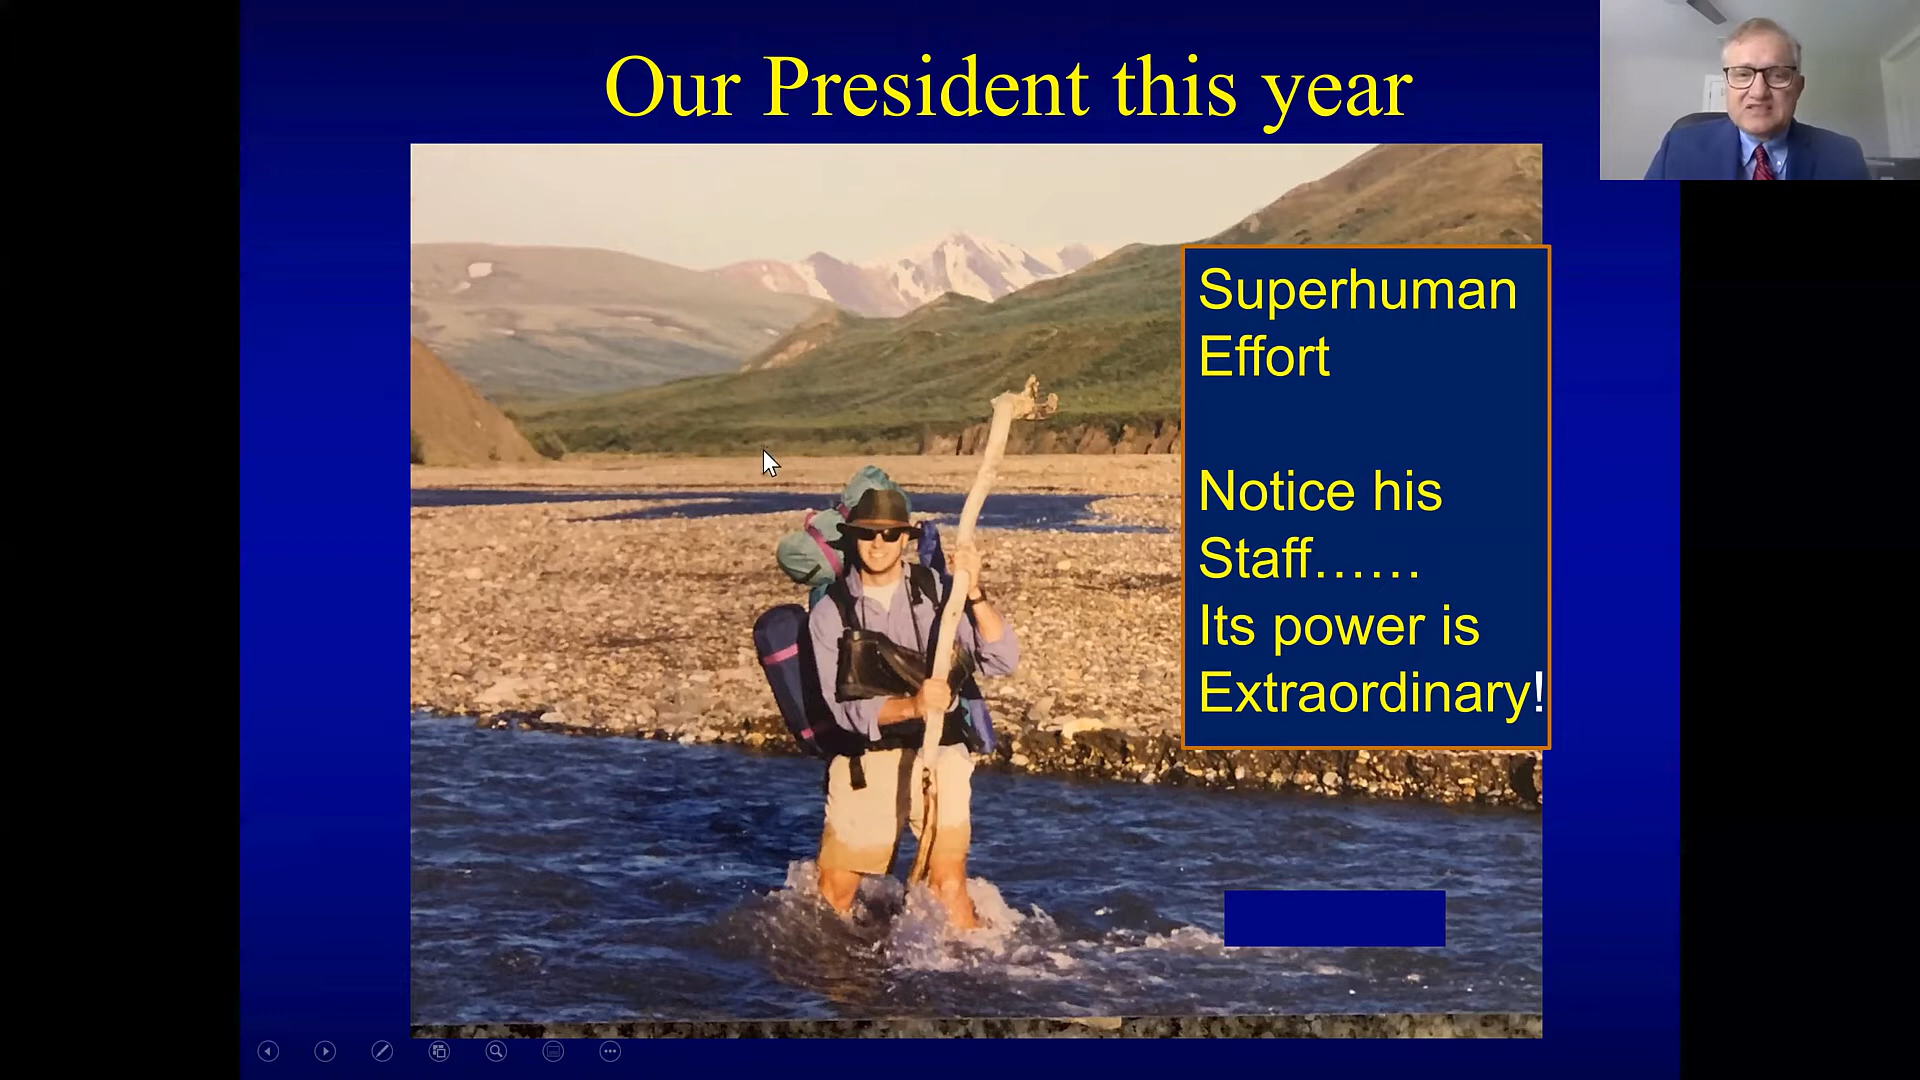 Our President this year
Superhuman
Effort
Notice his
Staff......
Its power is
Extraordinary!